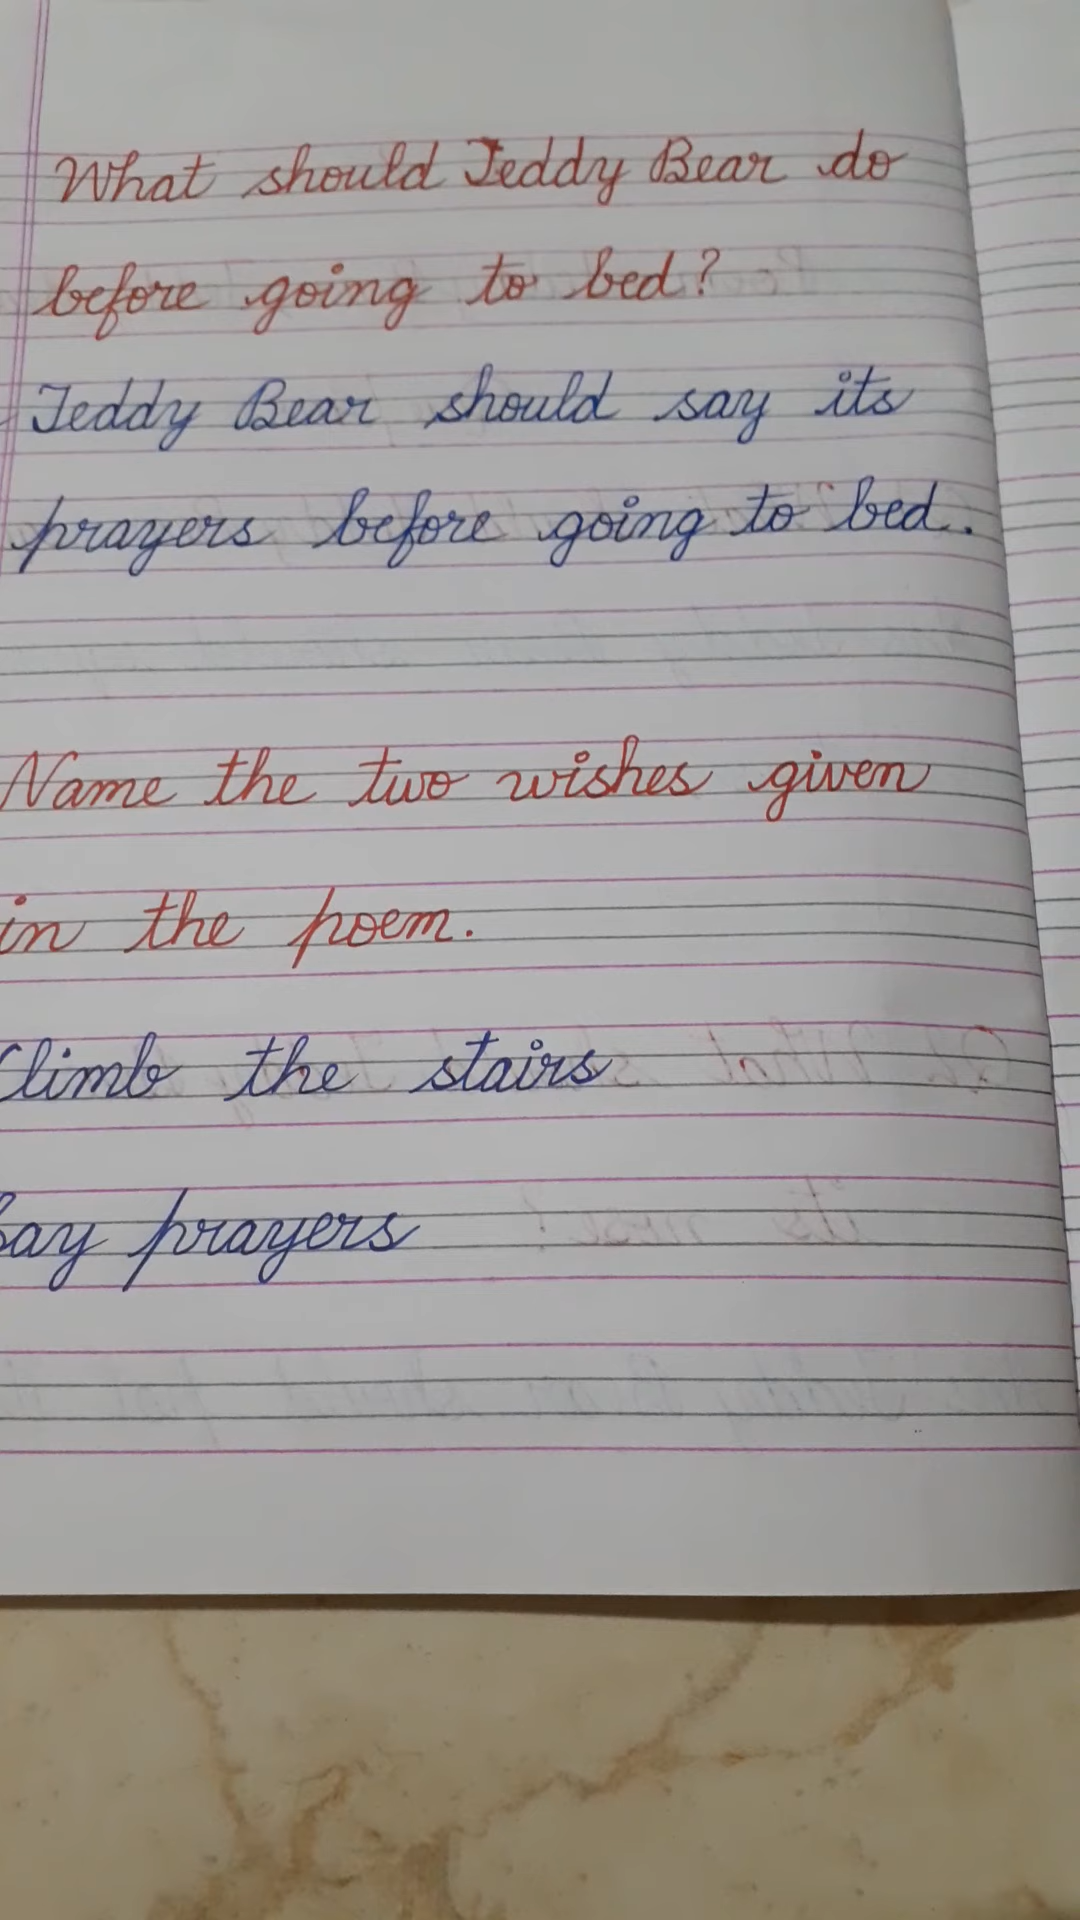 What should Teddy Bear do
before going to bed?
Teddy Bear should say its
prayers before going to bed.
Name the two wishes given
in the poem.
Climb the stairs
Say prayers